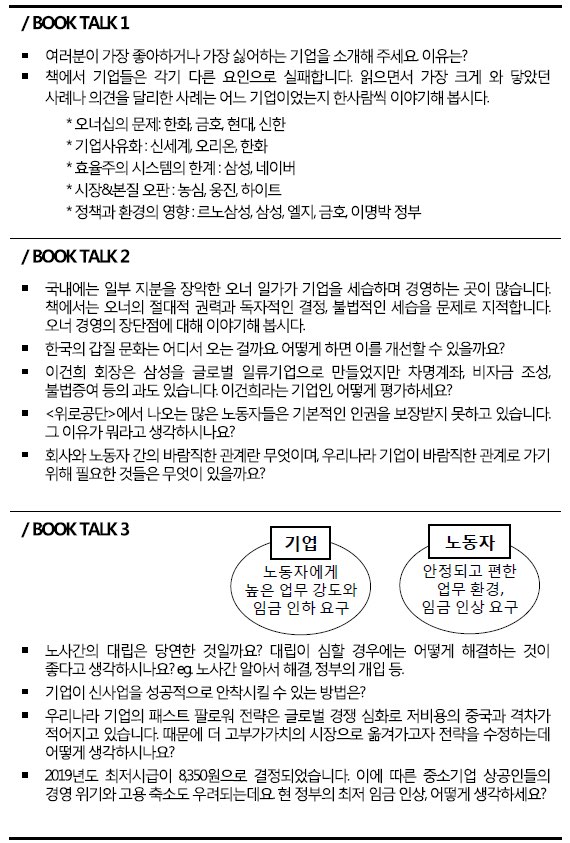 / BOOK TALK 1
▪ 여러분이 가장 좋아하거나 가장 싫어하는 기업을 소개해 주세요. 이유는?
▪ 책에서 기업들은 각기 다른 요인으로 실패합니다. 읽으면서 가장 크게 와 닿았던
사례나 의견을 달리한 사례는 어느 기업이었는지 한사람씩 이야기해 봅시다.
* 오너십의 문제: 한화, 금호, 현대, 신한
* 기업사유화 : 신세계, 오리온, 한화
* 효율주의 시스템의 한계 : 삼성, 네이버
* 시장&본질 오판 : 농심, 웅진, 하이트
* 정책과 환경의 영향 : 르노삼성, 삼성, 엘지, 금호, 이명박 정부
/ BOOK TALK 2
▪ 국내에는 일부 지분을 장악한 오너 일가가 기업을 세습하며 경영하는 곳이 많습니다.
책에서는 오너의 절대적 권력과 독자적인 결정, 불법적인 세습을 문제로 지적합니다.
오너 경영의 장단점에 대해 이야기해 봅시다.
▪ 한국의 갑질 문화는 어디서 오는 걸까요. 어떻게 하면 이를 개선할 수 있을까요?
▪ 이건희 회장은 삼성을 글로벌 일류기업으로 만들었지만 차명계좌, 비자금 조성,
불법증여 등의 과도 있습니다. 이건희라는 기업인, 어떻게 평가하세요?
▪ <위로공단>에서 나오는 많은 노동자들은 기본적인 인권을 보장받지 못하고 있습니다.
그 이유가 뭐라고 생각하시나요?
▪ 회사와 노동자 간의 바람직한 관계란 무엇이며, 우리나라 기업이 바람직한 관계로 가기
위해 필요한 것들은 무엇이 있을까요?
/ BOOK TALK 3
기업
노동자에게
높은 업무 강도와
임금 인하 요구
노동자
안정되고 편한
업무 환경,
임금 인상 요구
▪ 노사간의 대립은 당연한 것일까요? 대립이 심할 경우에는 어떻게 해결하는 것이
좋다고 생각하시나요? eg. 노사간 알아서 해결, 정부의 개입 등.
▪ 기업이 신사업을 성공적으로 안착시킬 수 있는 방법은?
▪ 우리나라 기업의 패스트 팔로워 전략은 글로벌 경쟁 심화로 저비용의 중국과 격차가
적어지고 있습니다. 때문에 더 고부가가치의 시장으로 옮겨가고자 전략을 수정하는데
어떻게 생각하시나요?
▪ 2019년도 최저시급이 8,350원으로 결정되었습니다. 이에 따른 중소기업 상공인들의
경영 위기와 고용 축소도 우려되는데요. 현 정부의 최저 임금 인상, 어떻게 생각하세요?